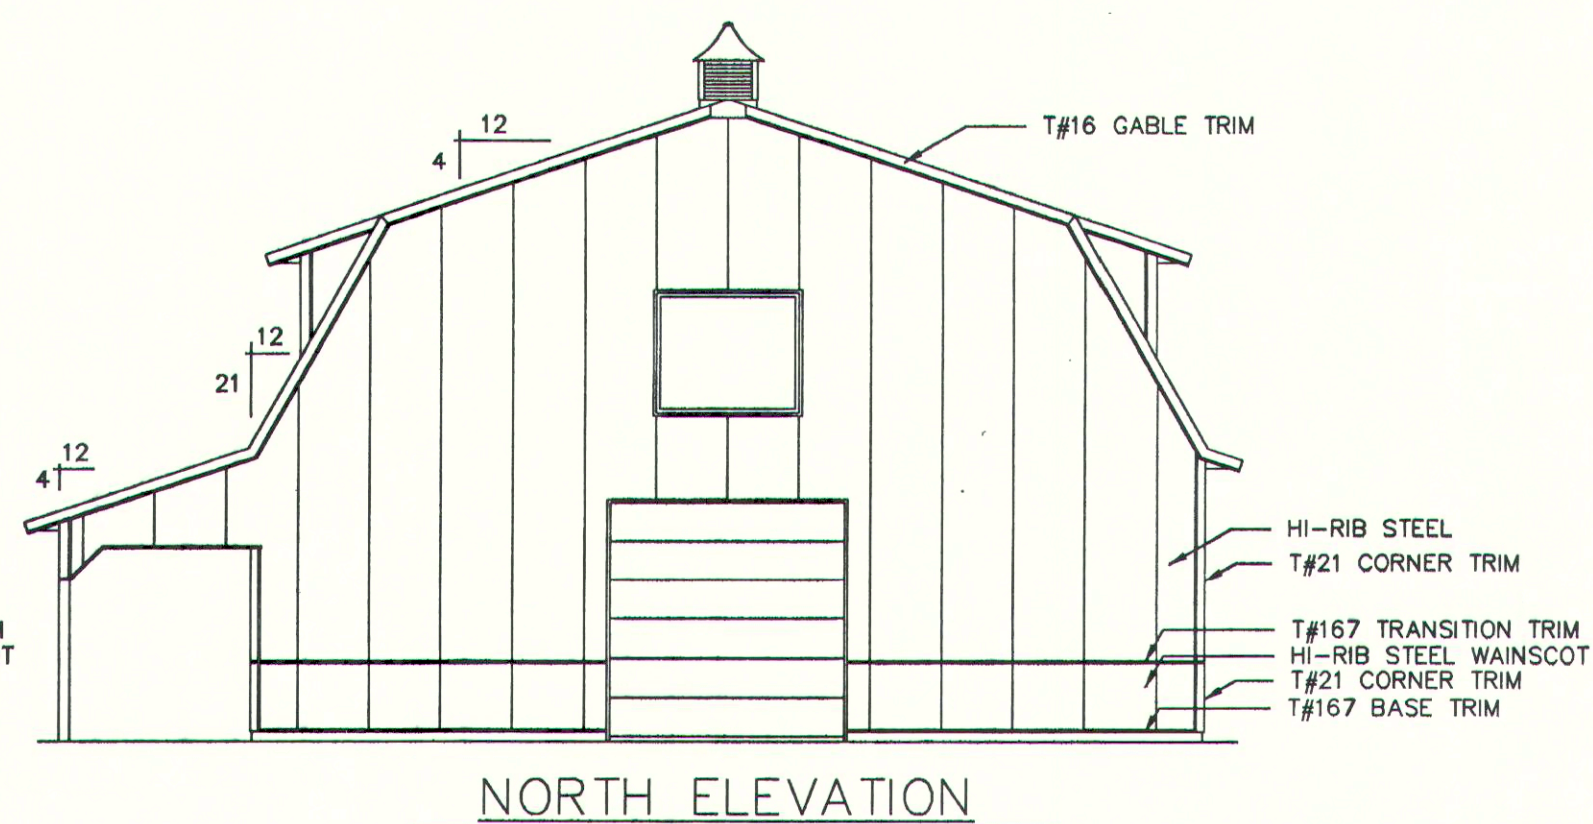 12
4
T#16 GABLE TRIM
12
21
12
4
HI-RIB STEEL
T#21 CORNER TRIM
T
T#167 TRANSITION TRIM
HI-RIB STEEL WAINSCOT
T#21 CORNER TRIM
T#167 BASE TRIM
NORTH ELEVATION